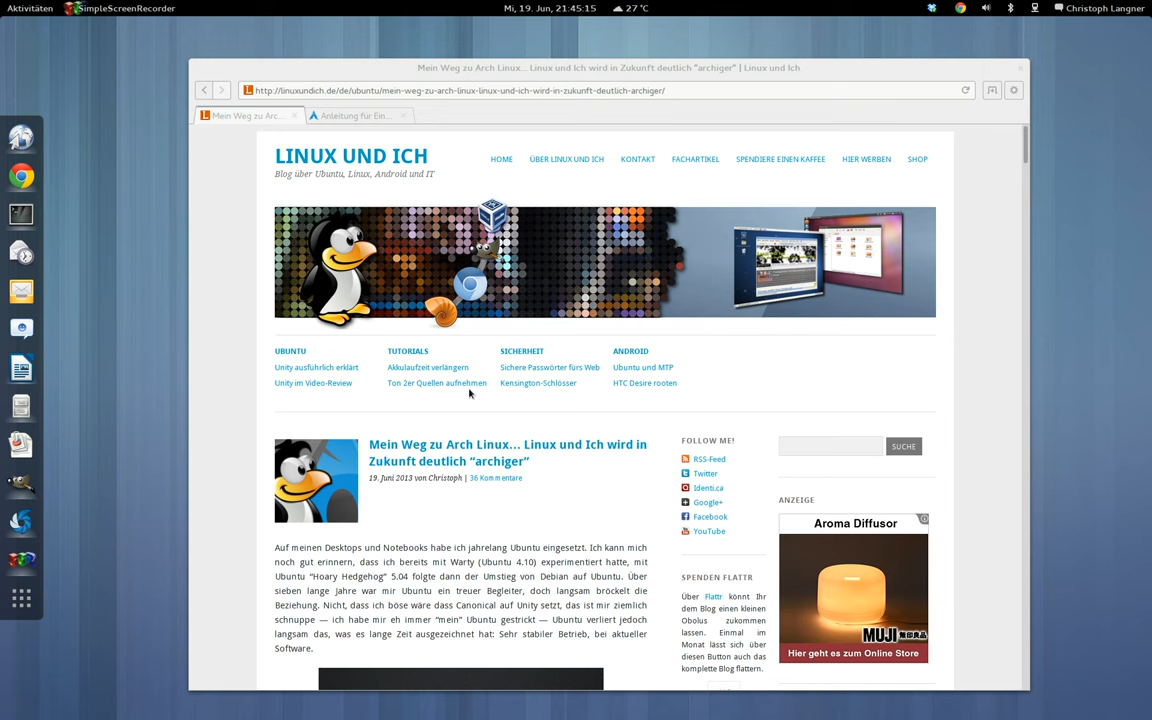 Aktivitäten SimpleScreenRecorder Mi, 19. Jun, 21:45:15 27 °C Christoph Langner
Mein Weg zu Arch Linux... Linux und Ich wird in Zukunft deutlich "archiger" | Linux und Ich
http://linuxundich.de/de/ubuntu/mein-weg-zu-arch-linux-linux-und-ich-wird-in-zukunft-deutlich-archiger/
Mein Weg zu Arc... Anleitung für Ein...
LINUX UND ICH
Blog über Ubuntu, Linux, Android und IT
HOME ÜBER LINUX UND ICH KONTAKT FACHARTIKEL SPENDIERE EINEN KAFFEE HIER WERBEN SHOP
UBUNTU TUTORIALS SICHERHEIT ANDROID
Unity ausführlich erklärt Akkulaufzeit verlängern Sichere Passwörter fürs Web Ubuntu und MTP
Unity im Video-Review Ton 2er Quellen aufnehmen Kensington-Schlösser HTC Desire rooten
Mein Weg zu Arch Linux... Linux und Ich wird in
Zukunft deutlich "archiger"
19. Juni 2013 von Christoph | 36 Kommentare
Auf meinen Desktops und Notebooks habe ich jahrelang Ubuntu eingesetzt. Ich kann mich
noch gut erinnern, dass ich bereits mit Warty (Ubuntu 4.10) experimentiert hatte, mit
Ubuntu "Hoary Hedgehog" 5.04 folgte dann der Umstieg von Debian auf Ubuntu. Über
sieben lange Jahre war mir Ubuntu ein treuer Begleiter, doch langsam bröckelt die
Beziehung. Nicht, dass ich böse wäre dass Canonical auf Unity setzt, das ist mir ziemlich
schnuppe — ich habe mir eh immer "mein" Ubuntu gestrickt — Ubuntu verliert jedoch
langsam das, was es lange Zeit ausgezeichnet hat: Sehr stabiler Betrieb, bei aktueller
Software.
FOLLOW ME!
RSS-Feed
Twitter
Identi.ca
Google+
Facebook
YouTube
SPENDEN FLATTR
Über Flattr könnt Ihr
dem Blog einen kleinen
Obolus zukommen
lassen. Einmal im
Monat lässt sich über
diesen Button auch das
komplette Blog flattern.
SUCHE
ANZEIGE
Aroma Diffusor
MUJI 無印良品
Hier geht es zum Online Store